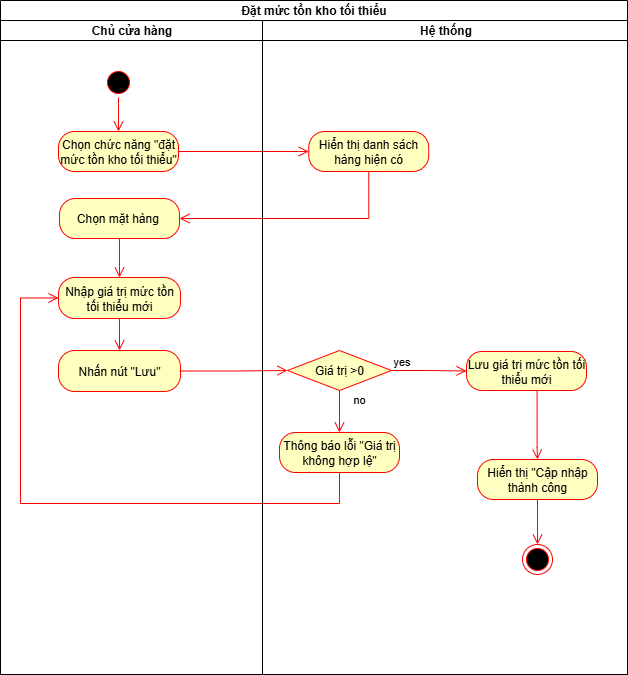 Đặt mức tồn kho tối thiểu
Chủ cửa hàng
Hệ thống
Chọn chức năng "đặt
mức tồn kho tối thiểu"
Hiển thị danh sách
hàng hiện có
Chọn mặt hàng
Nhập giá trị mức tồn
tối thiểu mới
Nhấn nút "Lưu"
Giá trị >0
yes
Lưu giá trị mức tồn tối
thiểu mới
no
Thông báo lỗi "Giá trị
không hợp lệ"
Hiển thị "Cập nhập
thành công